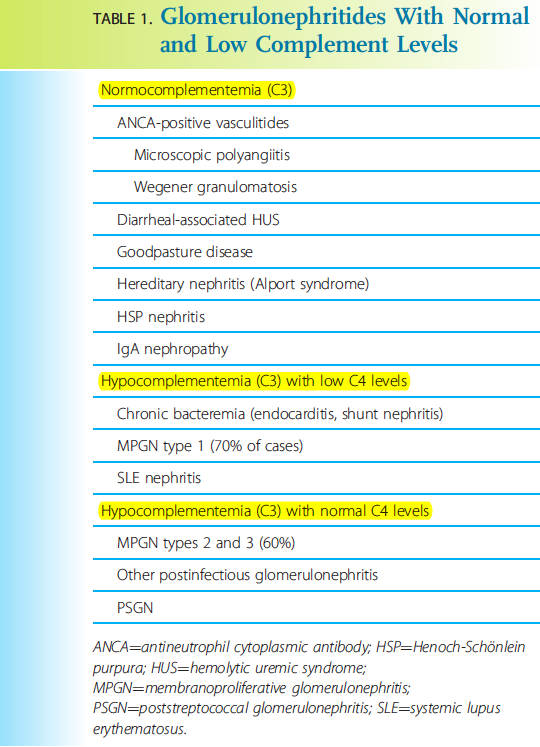 TABLE 1. Glomerulonephritides With Normal
and Low Complement Levels
Normocomplementemia (C3)
ANCA-positive vasculitides
Microscopic polyangiitis
Wegener granulomatosis
Diarrheal-associated HUS
Goodpasture disease
Hereditary nephritis (Alport syndrome)
HSP nephritis
IgA nephropathy
Hypocomplementemia (C3) with low C4 levels
Chronic bacteremia (endocarditis, shunt nephritis)
MPGN type 1 (70% of cases)
SLE nephritis
Hypocomplementemia (C3) with normal C4 levels
MPGN types 2 and 3 (60%)
Other postinfectious glomerulonephritis
PSGN
ANCA=antineutrophil cytoplasmic antibody; HSP=Henoch-Schönlein
purpura; HUS=hemolytic uremic syndrome;
MPGN=membranoproliferative glomerulonephritis;
PSGN=poststreptococcal glomerulonephritis; SLE=systemic lupus
erythematosus.